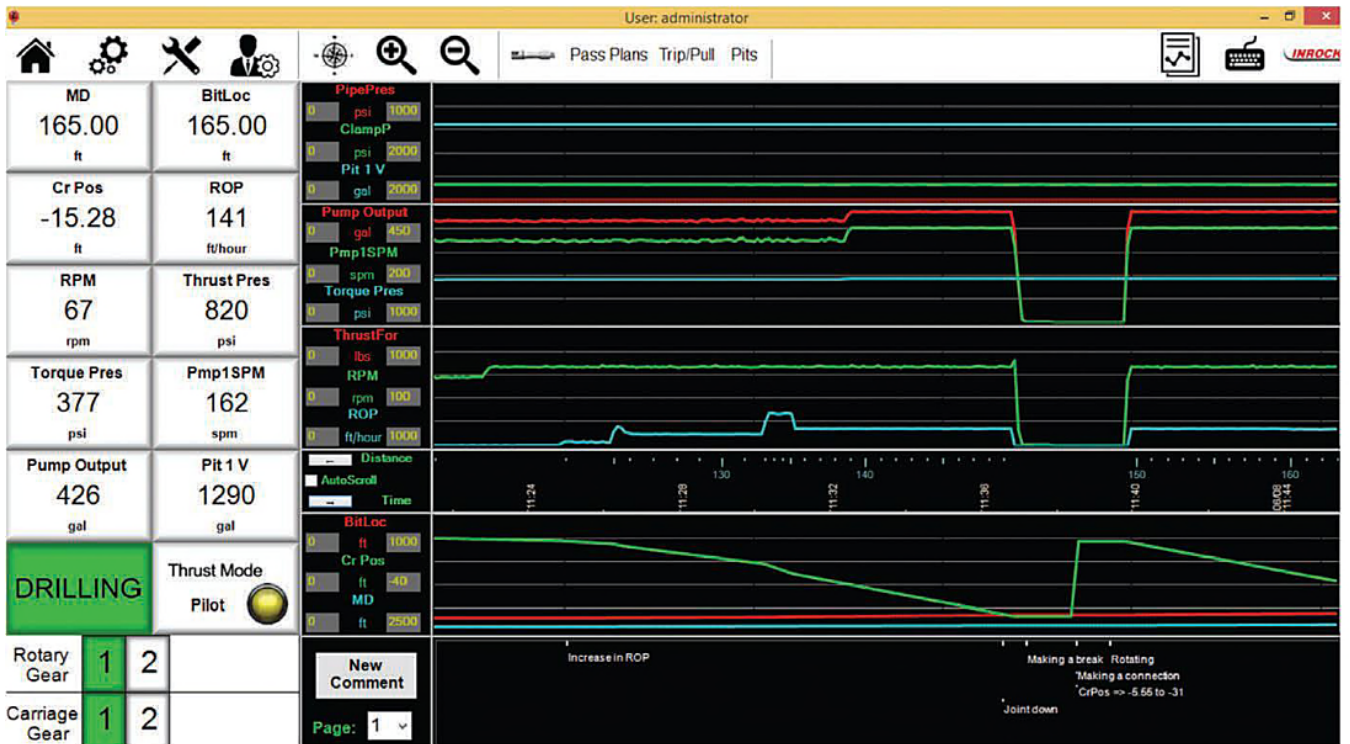 User: administrator
Pass Plans Trip/Pull Pits
INROCK
MD
165.00
ft
BitLoc
165.00
ft
Cr Pos
-15.28
ft
ROP
141
ft/hour
RPM
67
rpm
Thrust Pres
820
psi
Torque Pres
377
psi
Pmp1SPM
162
spm
Pump Output
426
gal
Pit 1 V
1290
gal
DRILLING
Thrust Mode
Pilot
Rotary Gear 1 2
Carriage Gear 1 2
PipePres
0 psi 1000
ClampP
0 psi 2000
Pit 1 V
0 gal 2000
Pump Output
0 gal 450
Pmp1SPM
0 spm 200
Torque Pres
0 psi 1000
ThrustFor
0 lbs 1000
RPM
0 rpm 100
ROP
0 ft/hour 1000
Distance
AutoScroll
Time
130 140 150 160
11:24 11:28 11:32 11:36 11:40 06/08 11:44
BitLoc
0 ft 1000
Cr Pos
0 ft -40
MD
0 ft 2500
New
Comment
Page: 1
Increase in ROP
Making a break Rotating
Making a connection
CrPos => -5.55 to -31
Joint down